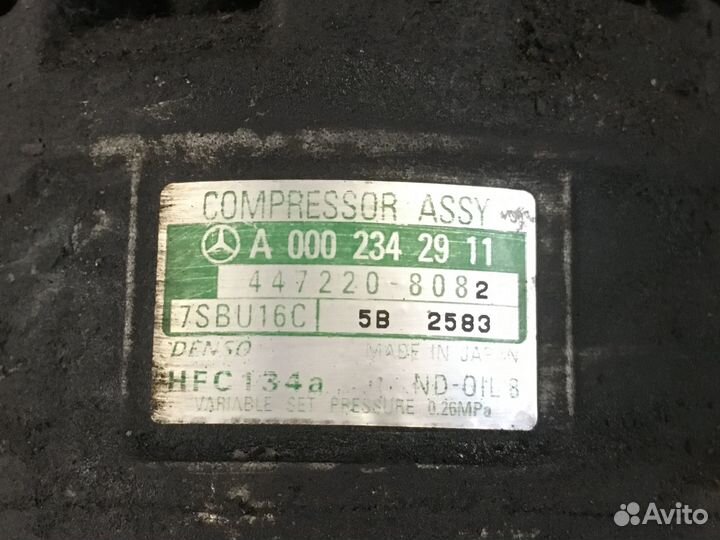 COMPRESSOR ASSY
A 000 234 29 11
447220-8082
7SBU16C 5B 2583
DENSO MADE IN JAPAN
HFC134a ND-OIL 8
VARIABLE SET PRESSURE 0.26MPa
Avito